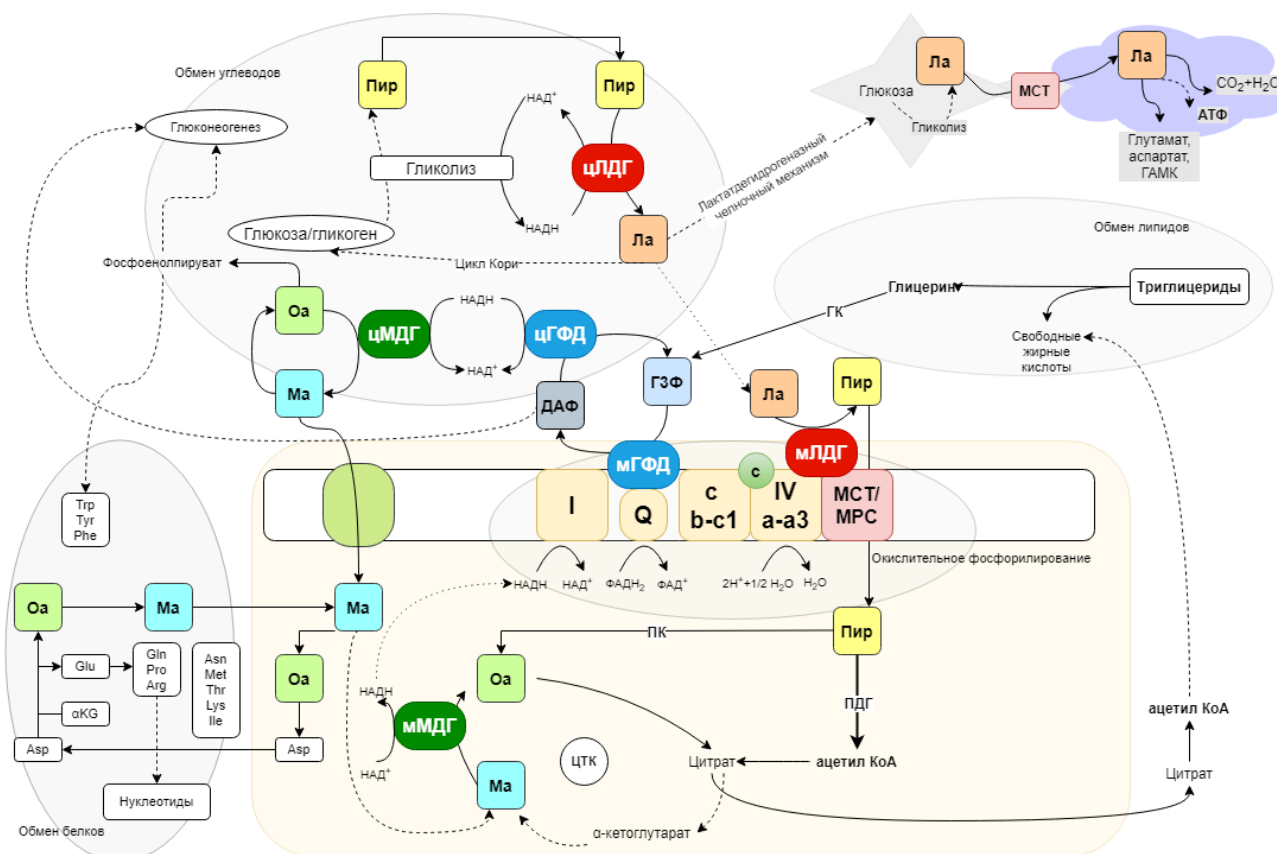 Обмен углеводов
Пир
Пир
Глюконеогенез
НАД⁺
Гликолиз
цЛДГ
НАДН
Глюкоза/гликоген
Ла
Фосфоенолпируват
Цикл Кори
Лактатдегидрогеназный
челночный механизм
Ла
Глюкоза
Гликолиз
МСТ
Ла
CO₂+H₂O
АТФ
Глутамат,
аспартат,
ГАМК
Обмен липидов
Глицерин
Триглицериды
ГК
Свободные
жирные
кислоты
Оа
цМДГ
НАДН
НАД⁺
цГФД
Ма
ДАФ
Г3Ф
Ла
Пир
мГФД
мЛДГ
I
Q
c
b-c1
c
IV
a-a3
МСТ/
МРС
Окислительное фосфорилирование
НАДН
НАД⁺
ФАДН₂
ФАД⁺
2H⁺+1/2 H₂O
H₂O
Trp
Tyr
Phe
Оа
Ма
Ма
Glu
Gln
Pro
Arg
Asn
Met
Thr
Lys
Ile
αKG
Asp
Оа
Asp
Нуклеотиды
Обмен белков
ПК
Пир
Оа
НАДН
мМДГ
НАД⁺
ЦТК
Ма
ПДГ
Цитрат
ацетил КоА
α-кетоглутарат
ацетил КоА
Цитрат